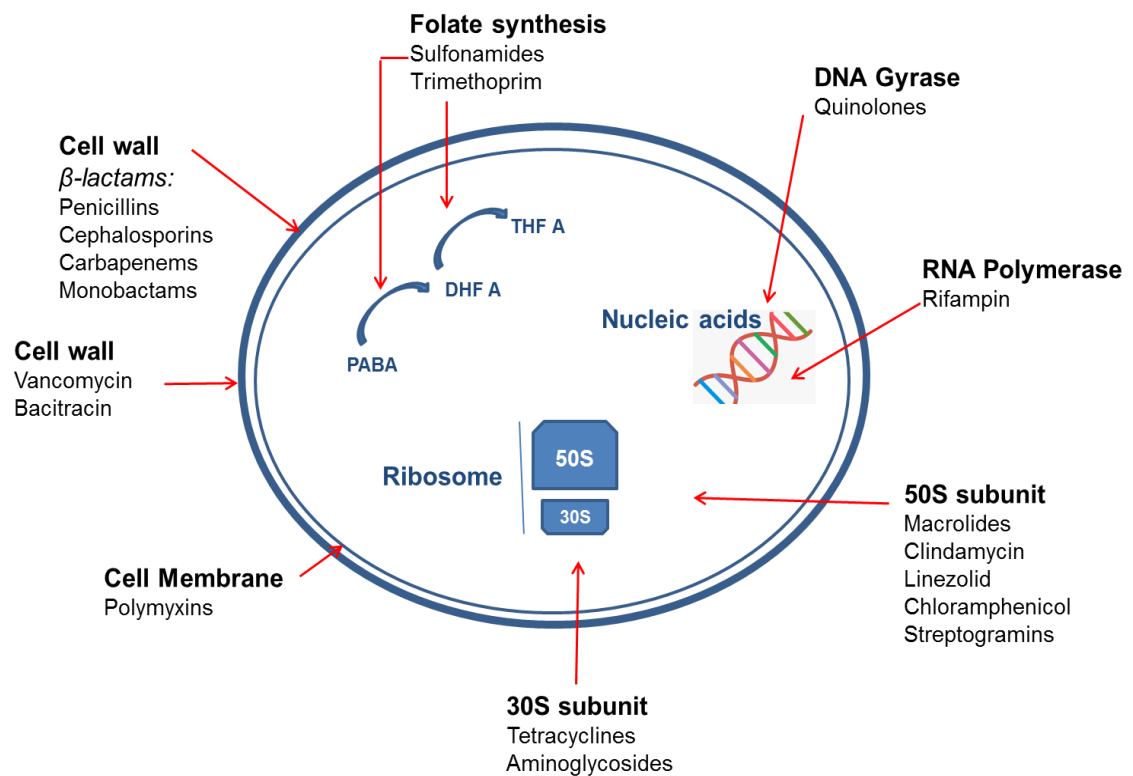 Folate synthesis
Sulfonamides
Trimethoprim
DNA Gyrase
Quinolones
Cell wall
β-lactams:
Penicillins
Cephalosporins
Carbapenems
Monobactams
THF A
DHF A
PABA
RNA Polymerase
Rifampin
Nucleic acids
Cell wall
Vancomycin
Bacitracin
Ribosome
50S
30S
50S subunit
Macrolides
Clindamycin
Linezolid
Chloramphenicol
Streptogramins
Cell Membrane
Polymyxins
30S subunit
Tetracyclines
Aminoglycosides